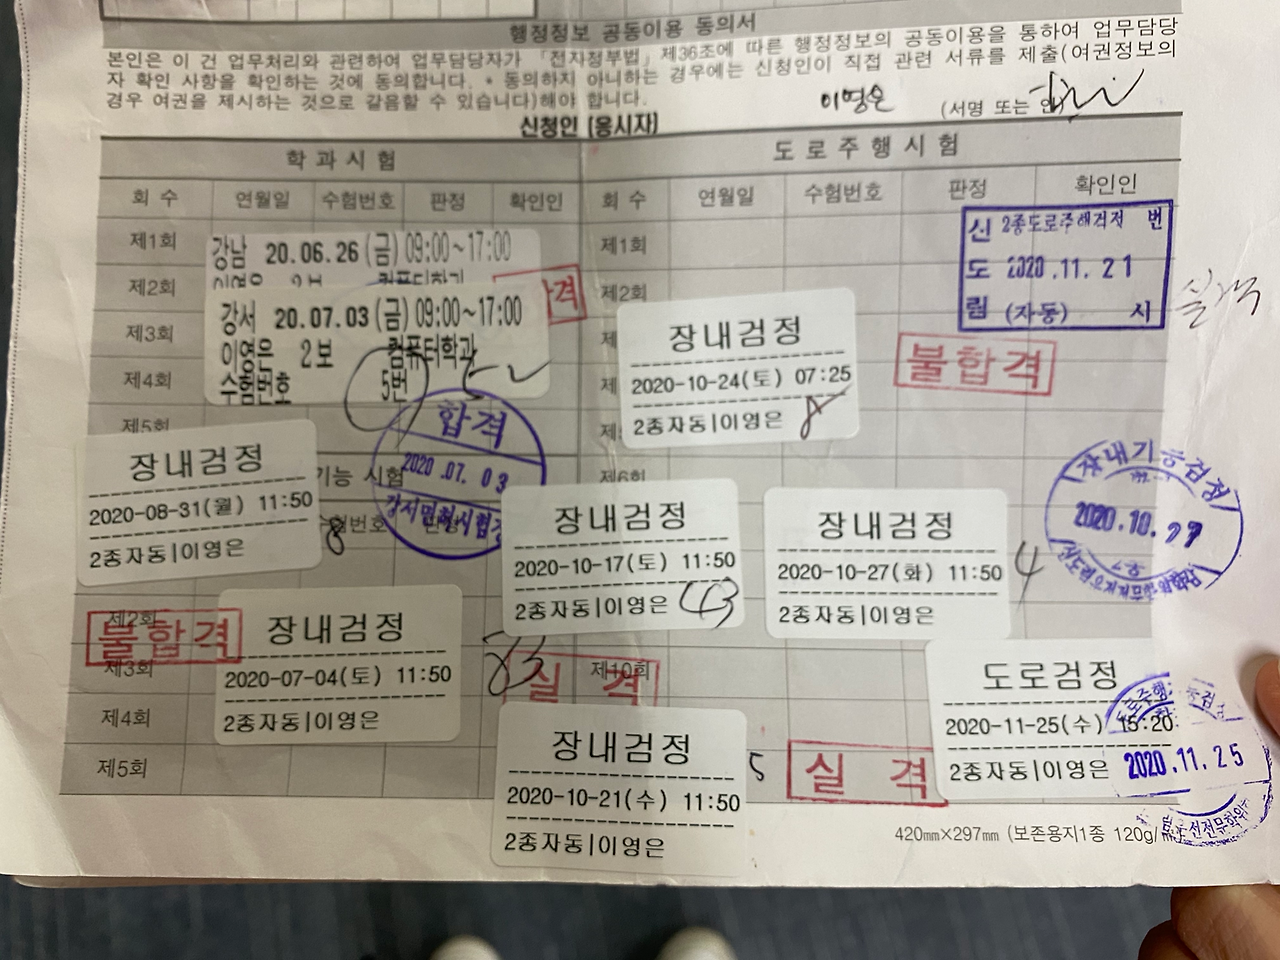 행정정보 공동이용 동의서
본인은 이 건 업무처리와 관련하여 업무담당자가 「전자정부법」 제36조에 따른 행정정보의 공동이용을 통하여 업무담당
자 확인 사항을 확인하는 것에 동의합니다. * 동의하지 아니하는 경우에는 신청인이 직접 관련 서류를 제출(여권정보의
경우 여권을 제시하는 것으로 갈음할 수 있습니다)해야 합니다.
신청인 (응시자) 이영은 (서명 또는 인)
학과시험
회 수 연월일 수험번호 판정 확인인
제1회
제2회
제3회
제4회
제5회
강남 20.06.26(금) 09:00~17:00
격
강서 20.07.03(금) 09:00~17:00
이영은 2보 컴퓨터학과
수험번호 5번
합격
2020.07.03
기능 시험
수험번호
장내검정
2020-08-31(월) 11:50
2종자동|이영은
8
제2회
불합격
제3회
제4회
제5회
장내검정
2020-07-04(토) 11:50
2종자동|이영은
실 격
도로주행시험
회 수 연월일 수험번호 판정 확인인
제1회
제2회
제6회
제10회
신도림
2종도로주행검정 번
2020.11.21
(자동) 시
불합격
장내검정
2020-10-24(토) 07:25
2종자동|이영은
8
장내검정
2020-10-17(토) 11:50
2종자동|이영은
43
장내검정
2020-10-27(화) 11:50
2종자동|이영은
4
장내기능검정
2020.10.27
장내검정
2020-10-21(수) 11:50
2종자동|이영은
5
실 격
도로검정
2020-11-25(수) 15:20
2종자동|이영은
2020.11.25
420㎜×297㎜ (보존용지1종 120g/